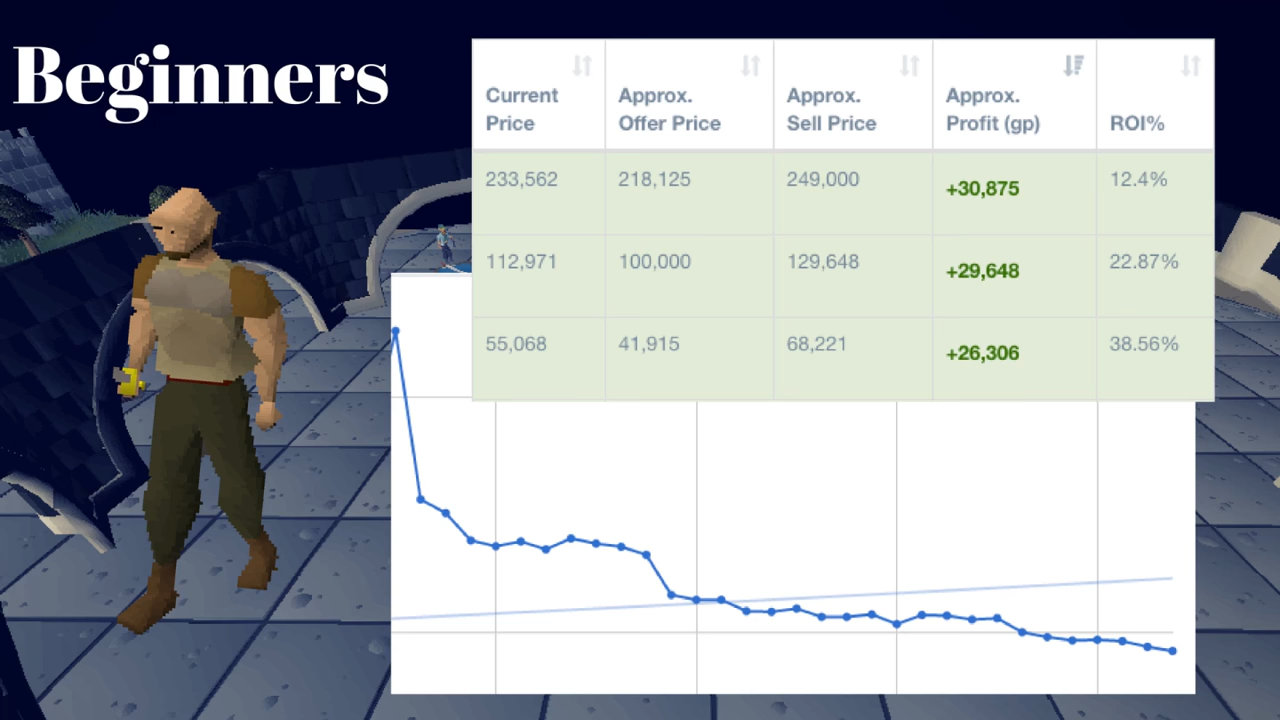 Beginners
Current Price
Approx. Offer Price
Approx. Sell Price
Approx. Profit (gp)
ROI%
233,562 218,125 249,000 +30,875 12.4%
112,971 100,000 129,648 +29,648 22.87%
55,068 41,915 68,221 +26,306 38.56%